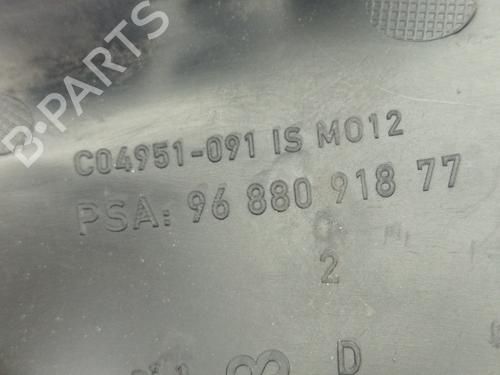 B-PARTS
C04951-091 IS M012
PSA: 96 880 918 77
2
D